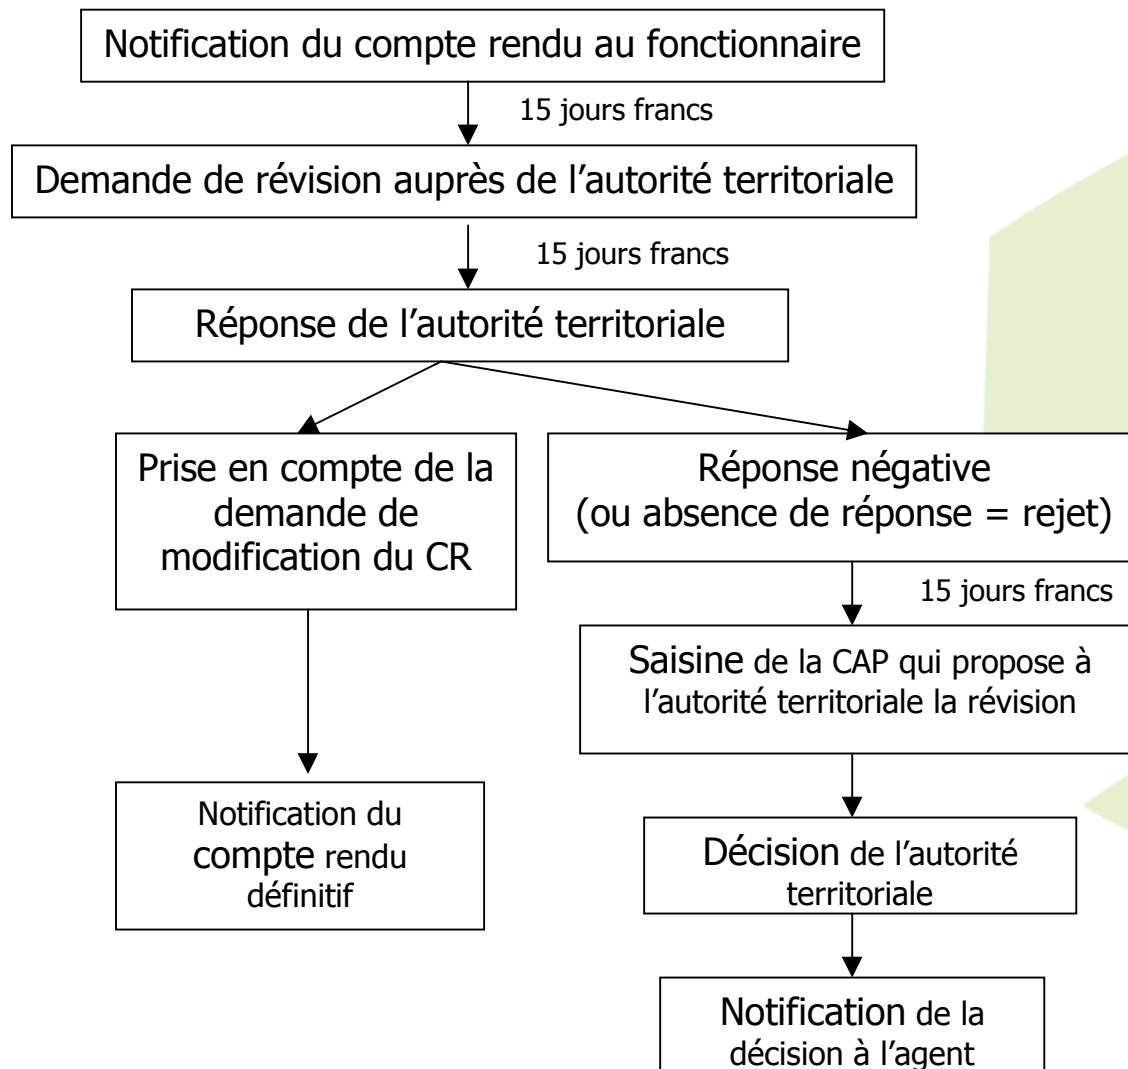 Notification du compte rendu au fonctionnaire
15 jours francs
Demande de révision auprès de l’autorité territoriale
15 jours francs
Réponse de l’autorité territoriale
Prise en compte de la
demande de
modification du CR
Réponse négative
(ou absence de réponse = rejet)
15 jours francs
Saisine de la CAP qui propose à
l’autorité territoriale la révision
Notification du
compte rendu
définitif
Décision de l’autorité
territoriale
Notification de la
décision à l’agent